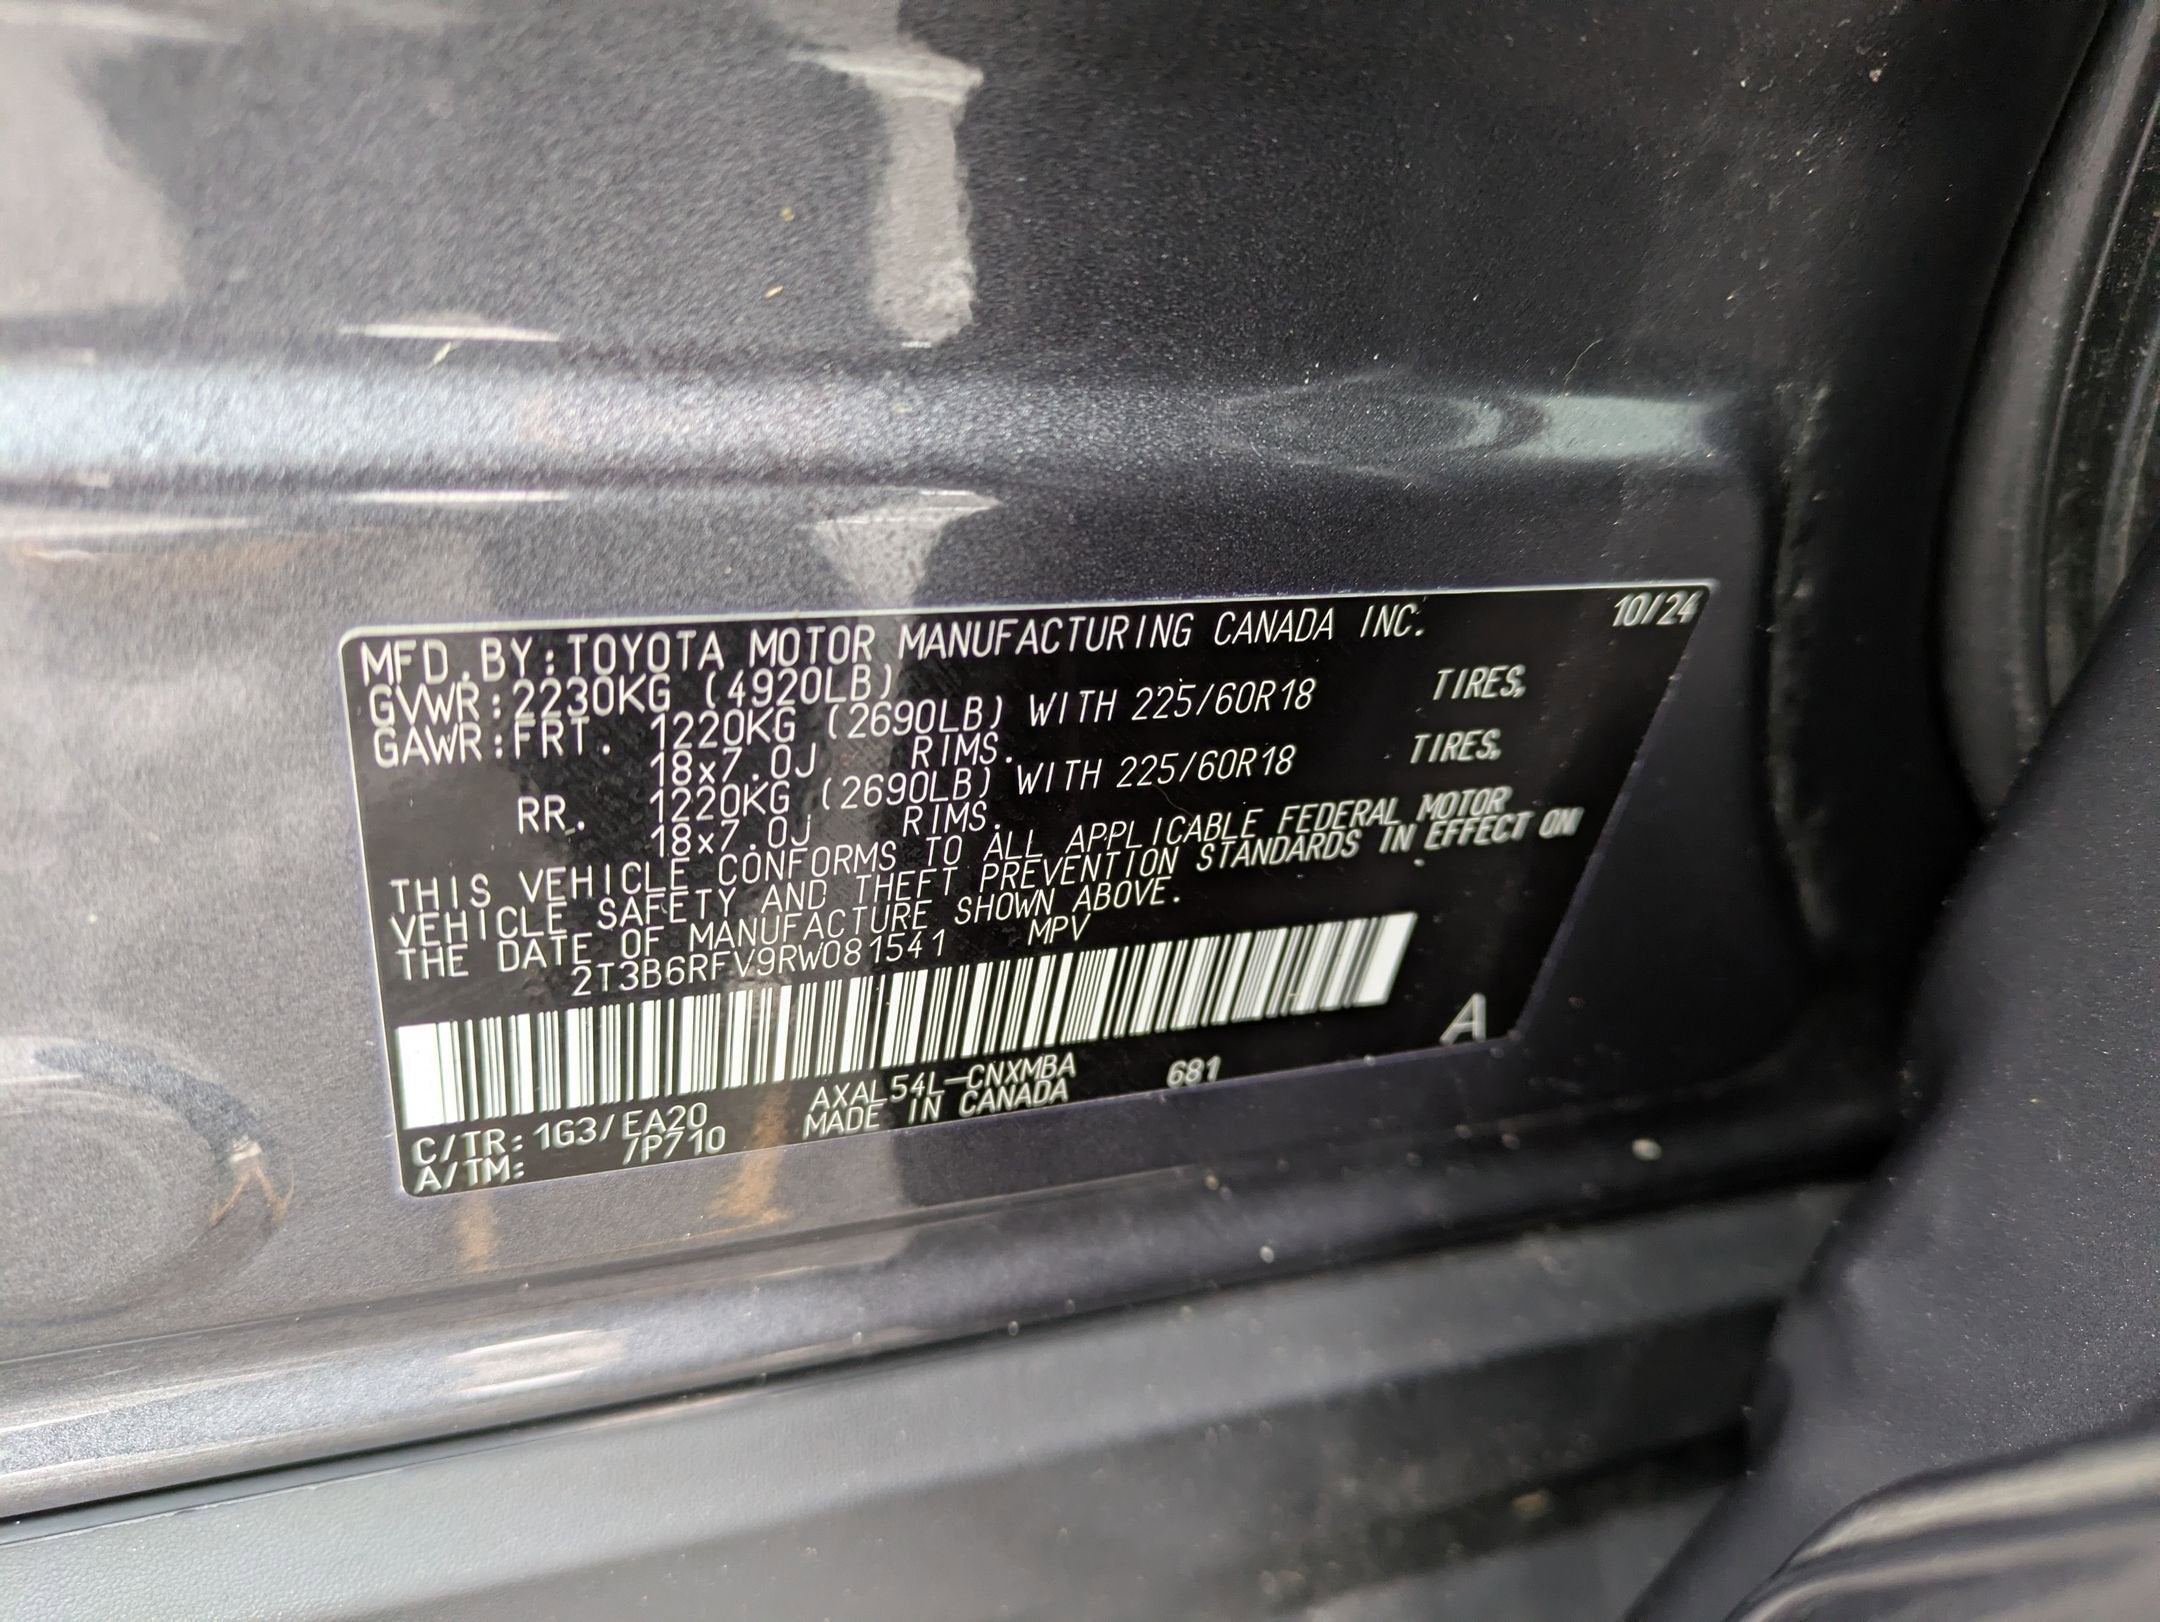 MFD.BY:TOYOTA MOTOR MANUFACTURING CANADA INC. 10/24
GVWR:2230KG (4920LB)
GAWR:FRT. 1220KG (2690LB) WITH 225/60R18 TIRES,
18x7.0J RIMS.
RR. 1220KG (2690LB) WITH 225/60R18 TIRES,
18x7.0J RIMS.
THIS VEHICLE CONFORMS TO ALL APPLICABLE FEDERAL MOTOR
VEHICLE SAFETY AND THEFT PREVENTION STANDARDS IN EFFECT ON
THE DATE OF MANUFACTURE SHOWN ABOVE.
2T3B6RFV9RW081541 MPV
A
AXAL54L-CNXMBA 681
C/TR:1G3/EA20 MADE IN CANADA
A/TM: /P710